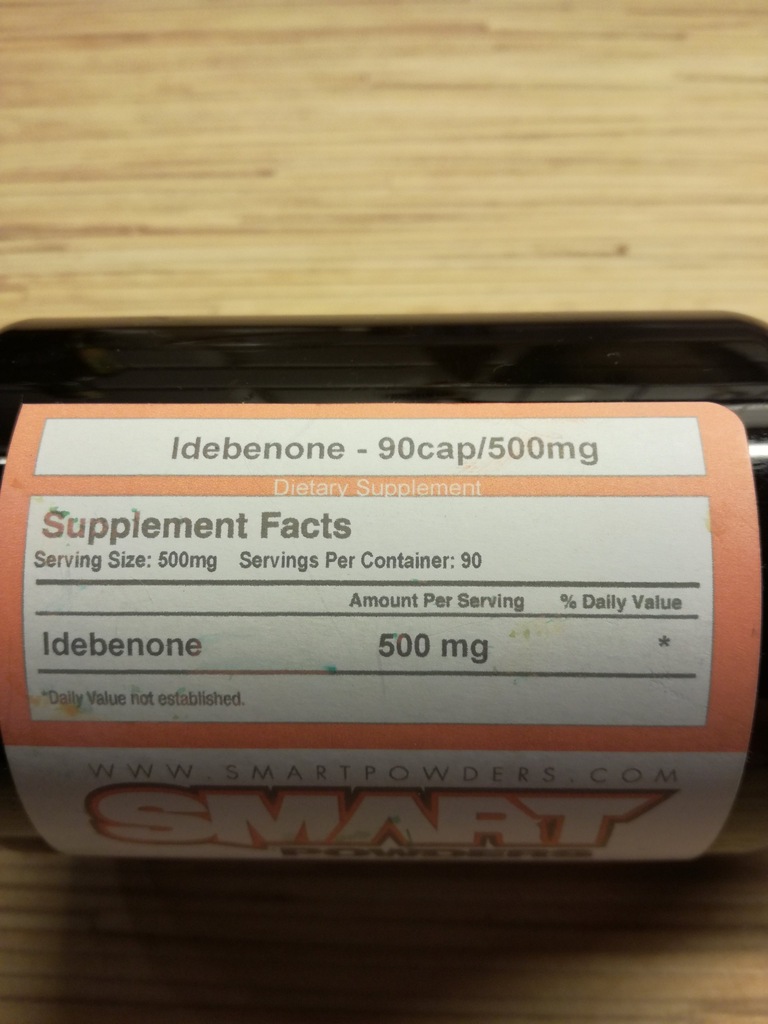 Idebenone - 90cap/500mg
Dietary Supplement
Supplement Facts
Serving Size: 500mg Servings Per Container: 90
Amount Per Serving % Daily Value
Idebenone 500 mg *
*Daily Value not established.
WWW.SMARTPOWDERS.COM
SMART
POWDERS